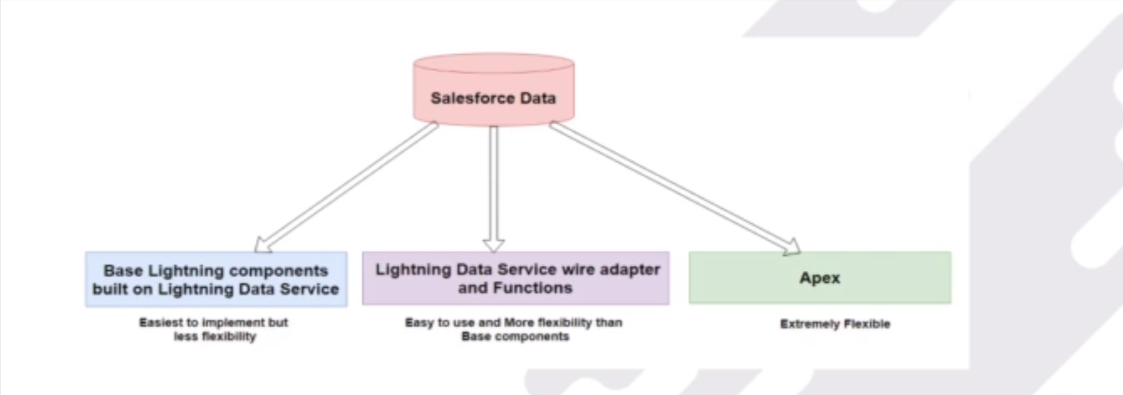 Salesforce Data
Base Lightning components
built on Lightning Data Service
Easiest to implement but
less flexibility
Lightning Data Service wire adapter
and Functions
Easy to use and More flexibility than
Base components
Apex
Extremely Flexible